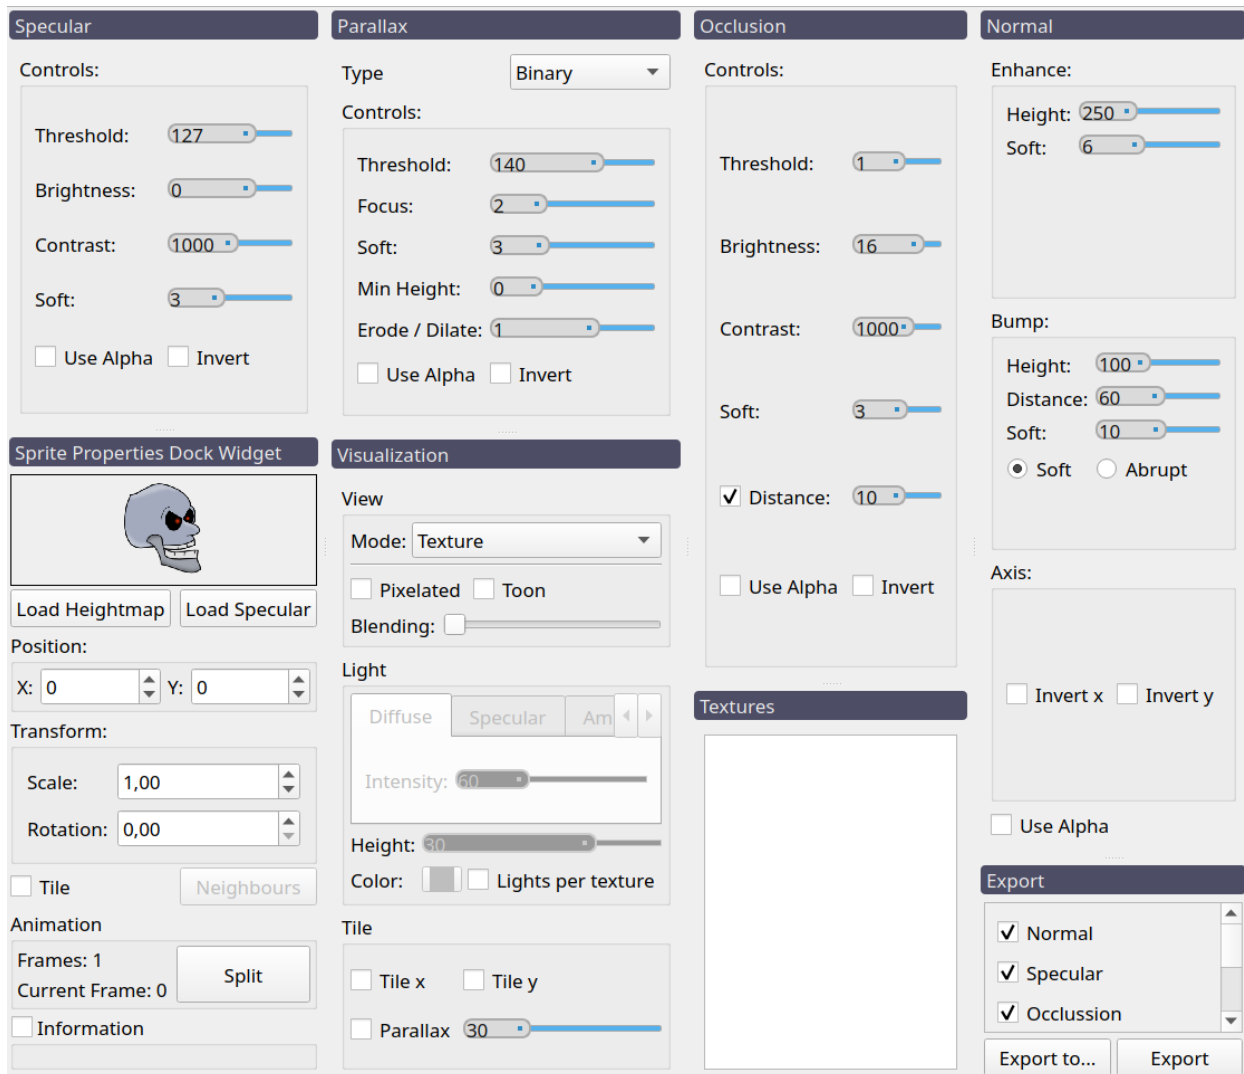 Specular
Controls:
Threshold: 127
Brightness: 0
Contrast: 1000
Soft: 3
Use Alpha Invert
Sprite Properties Dock Widget
Load Heightmap Load Specular
Position:
X: 0 Y: 0
Transform:
Scale: 1,00
Rotation: 0,00
Tile Neighbours
Animation
Frames: 1
Current Frame: 0
Split
Information
Parallax
Type Binary
Controls:
Threshold: 140
Focus: 2
Soft: 3
Min Height: 0
Erode / Dilate: 1
Use Alpha Invert
Visualization
View
Mode: Texture
Pixelated Toon
Blending:
Light
Diffuse Specular Am
Intensity: 60
Height: 30
Color: Lights per texture
Tile
Tile x Tile y
Parallax 30
Occlusion
Controls:
Threshold: 1
Brightness: 16
Contrast: 1000
Soft: 3
Distance: 10
Use Alpha Invert
Textures
Normal
Enhance:
Height: 250
Soft: 6
Bump:
Height: 100
Distance: 60
Soft: 10
Soft Abrupt
Axis:
Invert x Invert y
Use Alpha
Export
Normal
Specular
Occlussion
Export to... Export